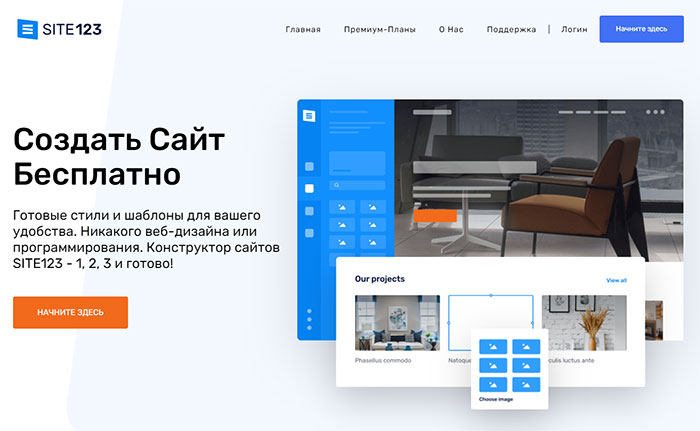 SITE123
Главная Премиум-Планы О Нас Поддержка | Логин Начните здесь
Создать Сайт
Бесплатно
Готовые стили и шаблоны для вашего
удобства. Никакого веб-дизайна или
программирования. Конструктор сайтов
SITE123 - 1, 2, 3 и готово!
НАЧНИТЕ ЗДЕСЬ
Our projects View all
Phasellus commodo Natoque culis luctus ante
Choose image